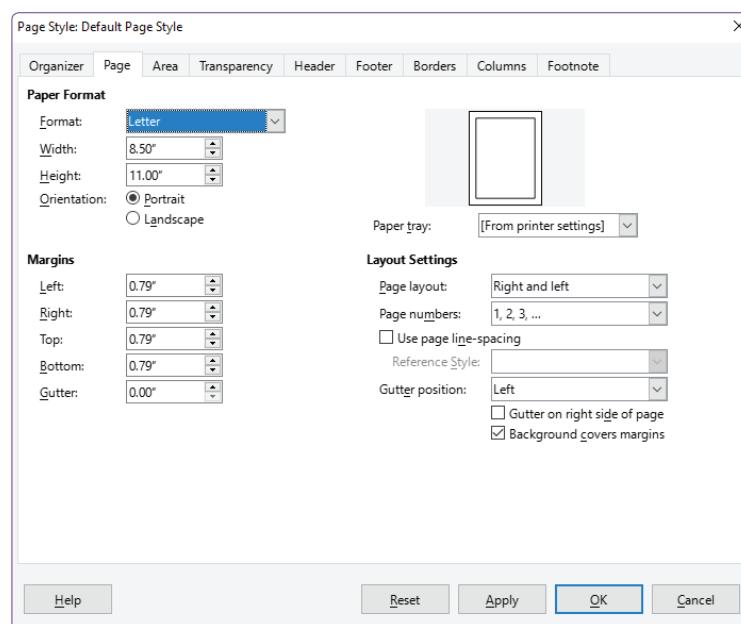 Page Style: Default Page Style
Organizer Page Area Transparency Header Footer Borders Columns Footnote
Paper Format
Format: Letter
Width: 8.50″
Height: 11.00″
Orientation: Portrait
Landscape
Paper tray: [From printer settings]
Margins
Left: 0.79″
Right: 0.79″
Top: 0.79″
Bottom: 0.79″
Gutter: 0.00″
Layout Settings
Page layout: Right and left
Page numbers: 1, 2, 3, ...
Use page line-spacing
Reference Style:
Gutter position: Left
Gutter on right side of page
Background covers margins
Help Reset Apply OK Cancel